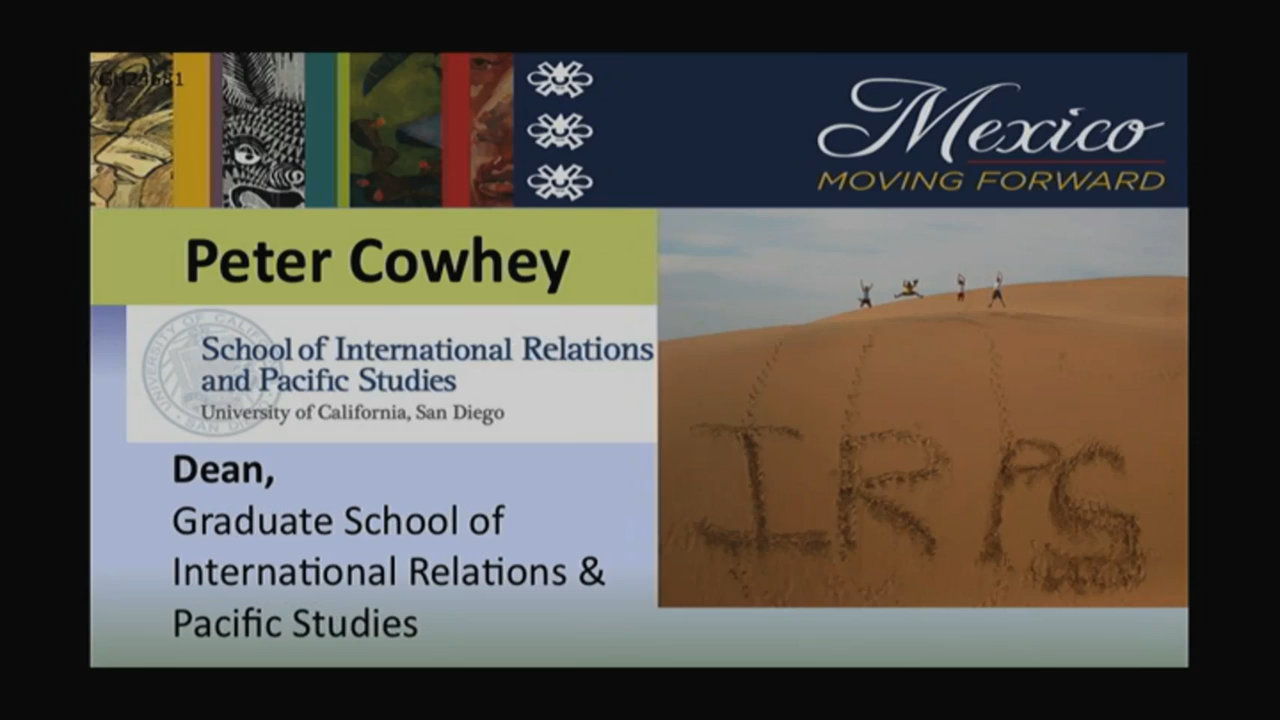 Mexico
MOVING FORWARD
Peter Cowhey
School of International Relations
and Pacific Studies
University of California, San Diego
Dean,
Graduate School of
International Relations &
Pacific Studies
IRPS